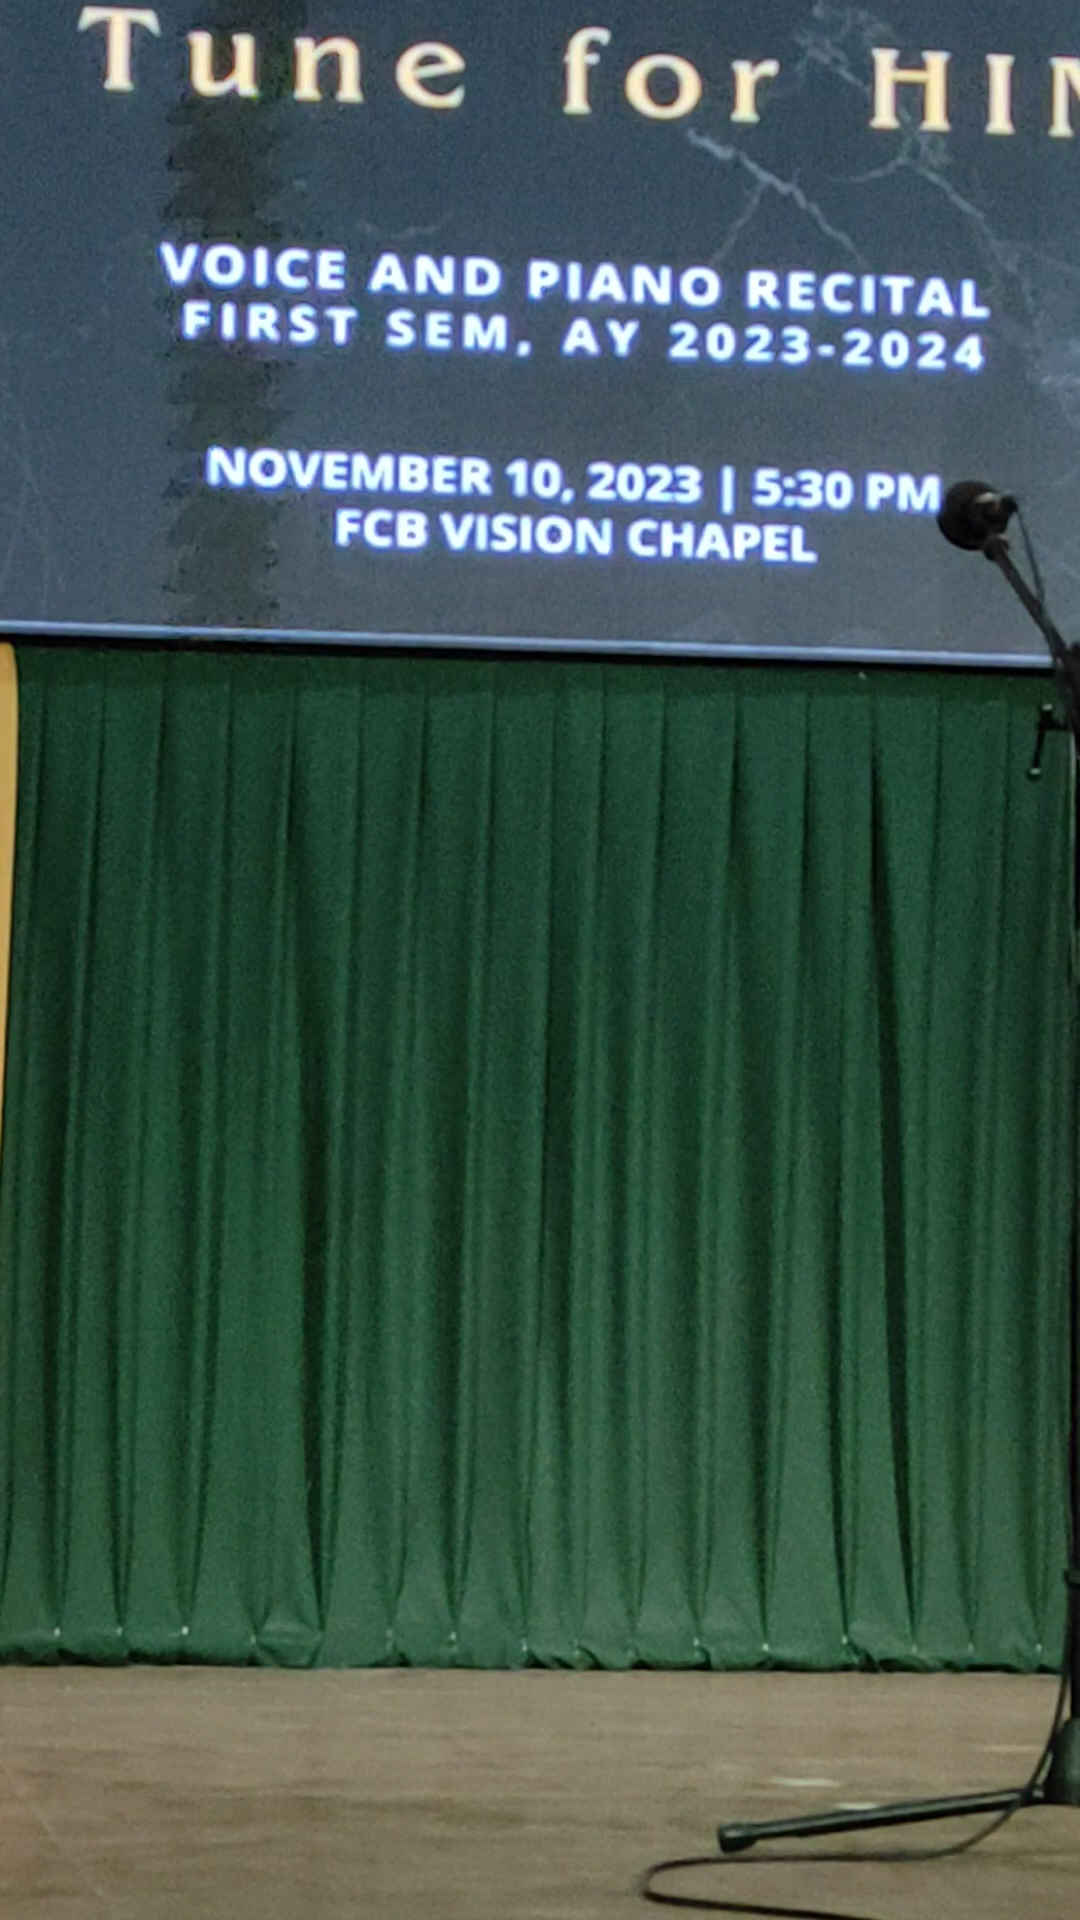 Tune for HIM
VOICE AND PIANO RECITAL
FIRST SEM, AY 2023-2024
NOVEMBER 10, 2023 | 5:30 PM
FCB VISION CHAPEL